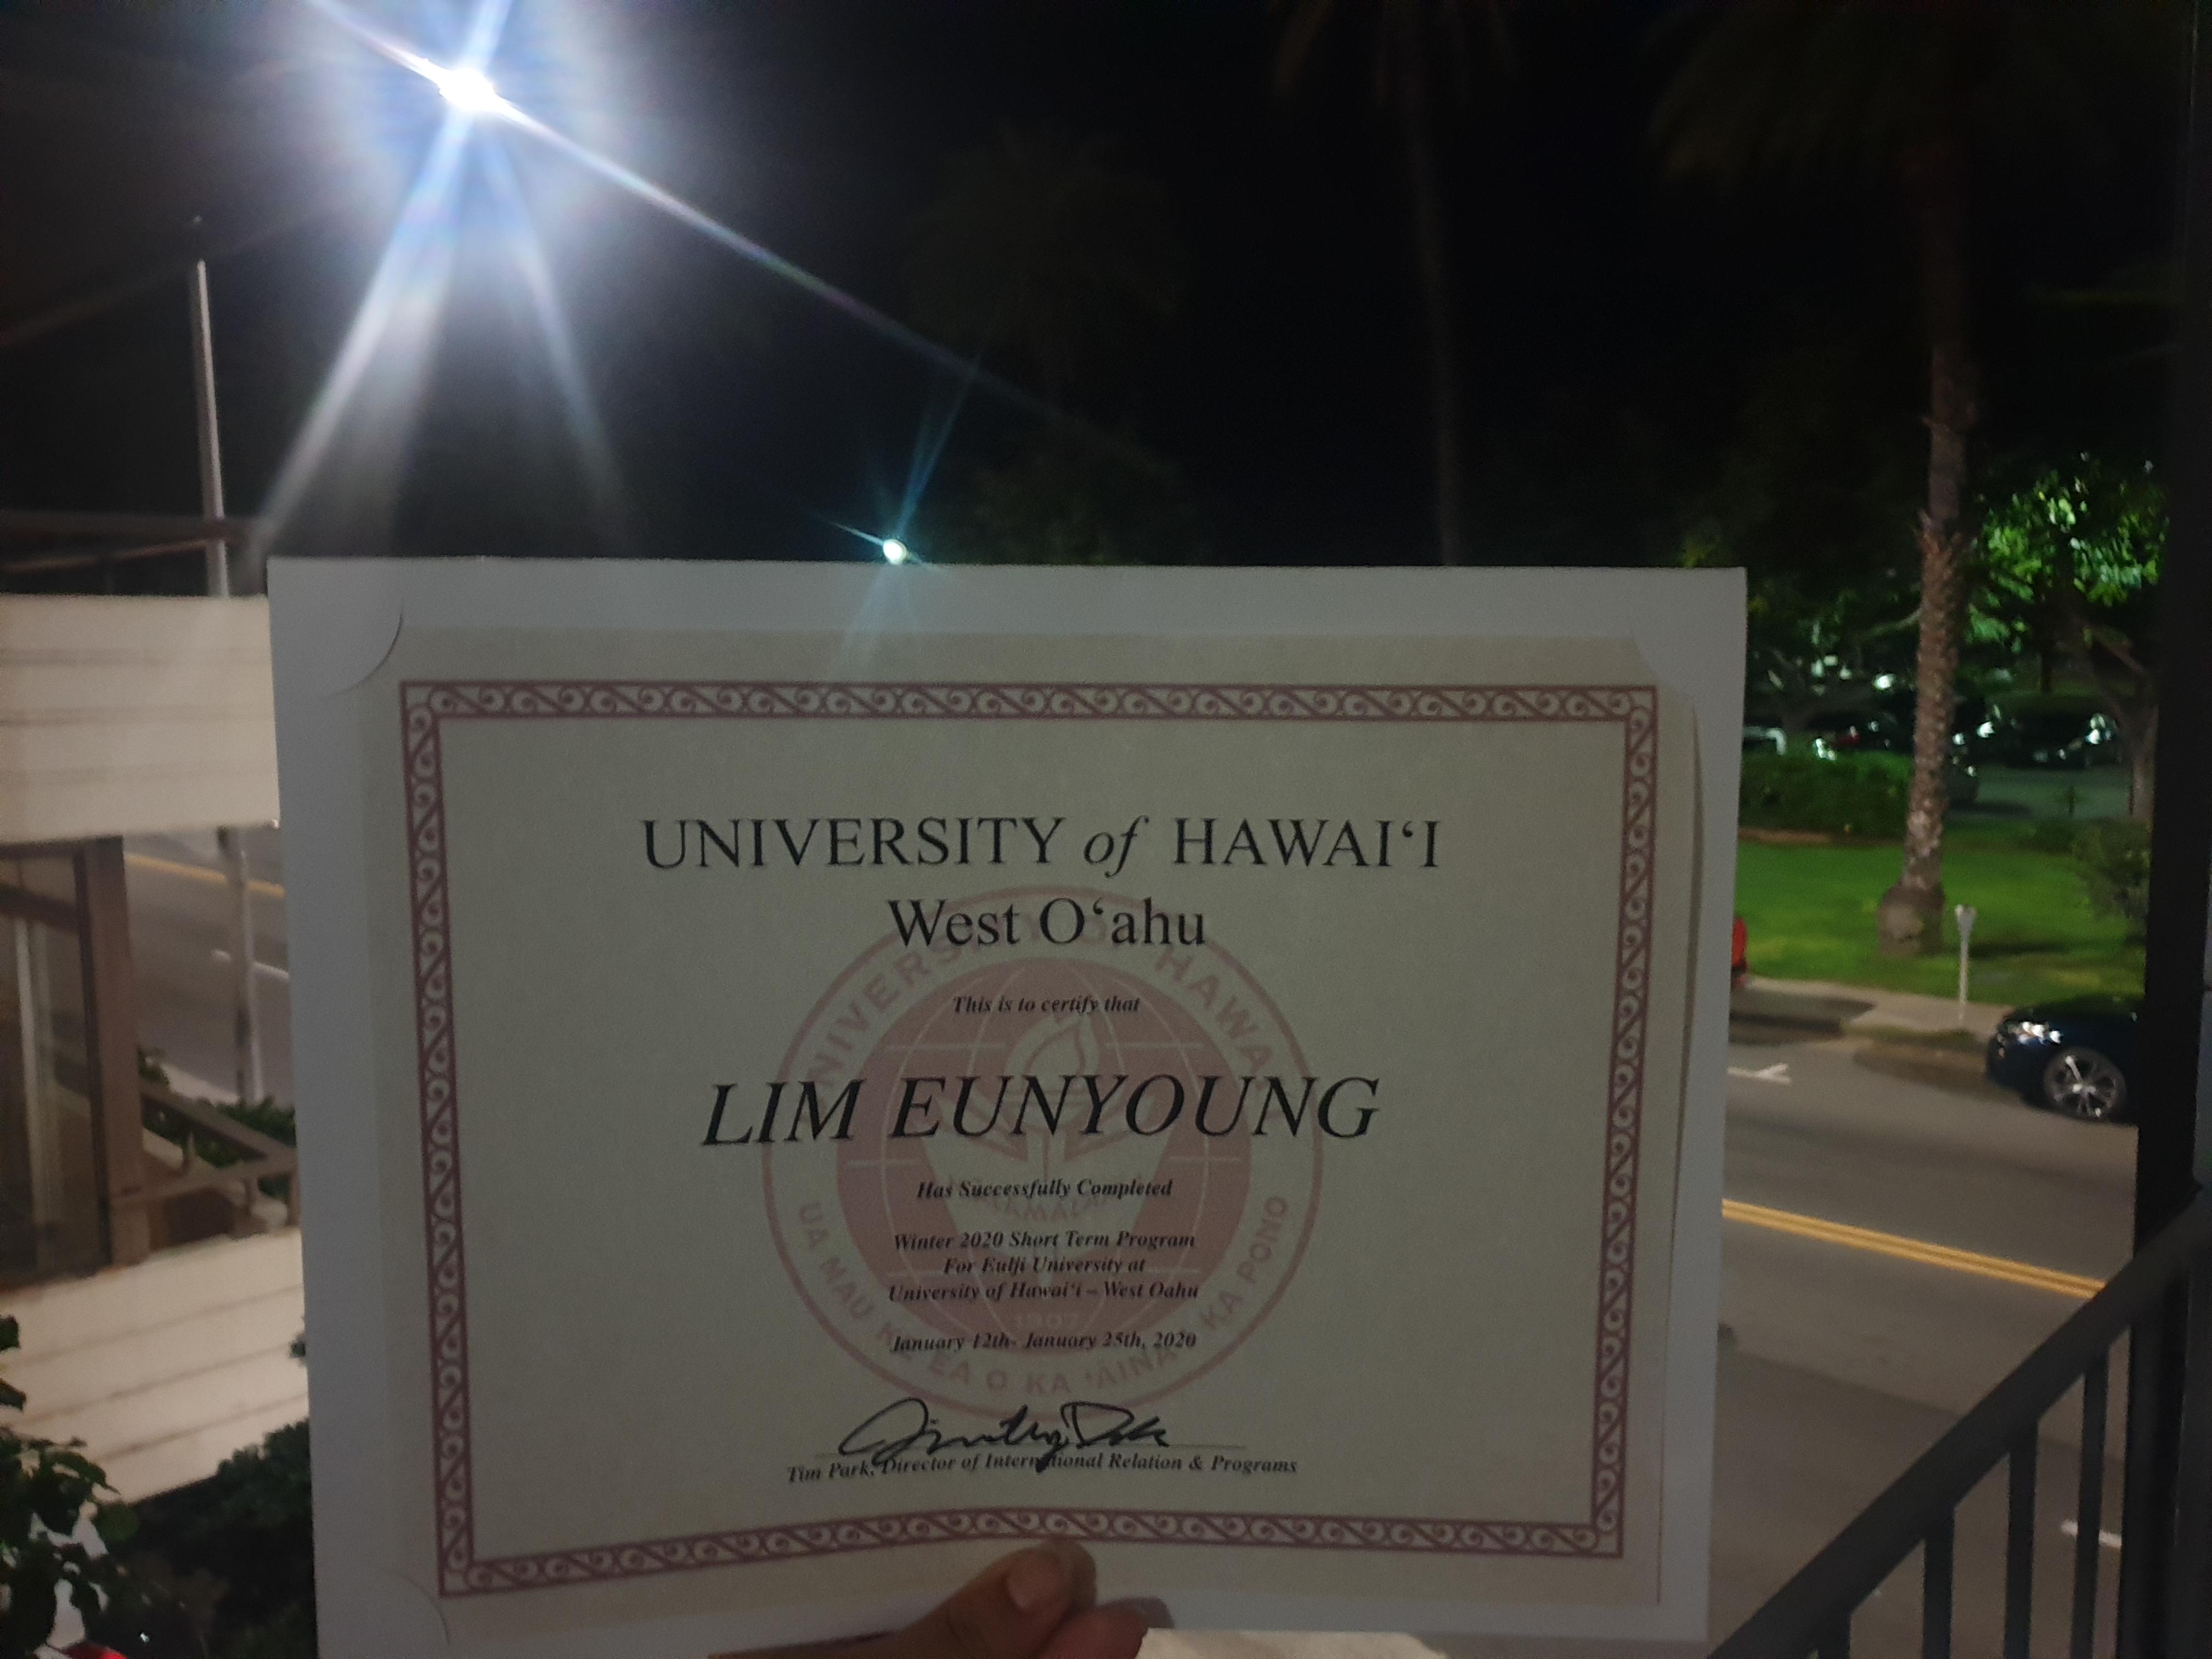 UNIVERSITY of HAWAIʻI
West Oʻahu
This is to certify that
LIM EUNYOUNG
Has Successfully Completed
Winter 2020 Short Term Program
For Eulji University at
University of Hawaiʻi – West Oahu
January 12th- January 25th, 2020
Tim Park, Director of International Relation & Programs
UNIVERSITY OF HAWAIʻI
MALAMALAMA
1907
UA MAU KE EA O KA ʻĀINA I KA PONO